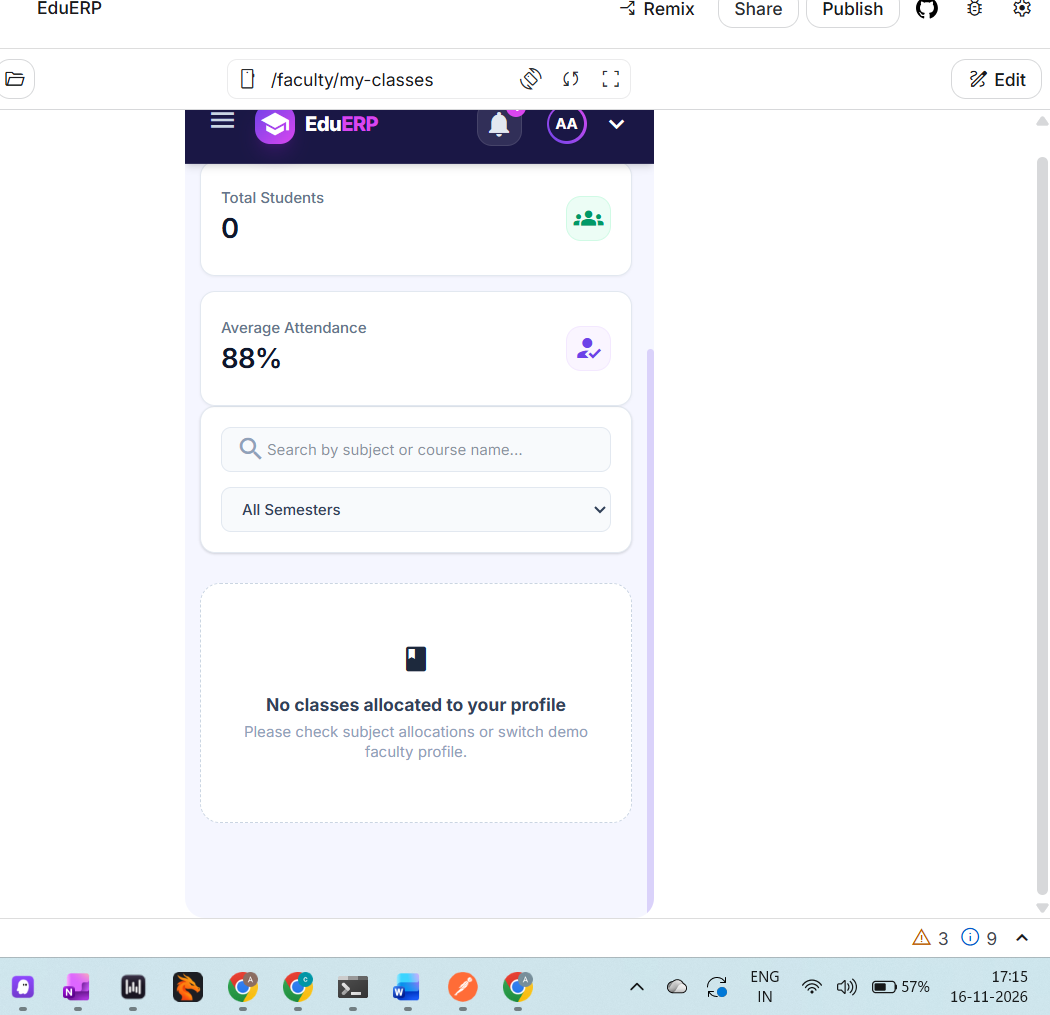 EduERP
Remix
Share
Publish
/faculty/my-classes
Edit
EduERP
AA
Total Students
0
Average Attendance
88%
Search by subject or course name...
All Semesters
No classes allocated to your profile
Please check subject allocations or switch demo
faculty profile.
3
9
N
A
C
W
A
ENG
IN
57%
17:15
16-11-2026